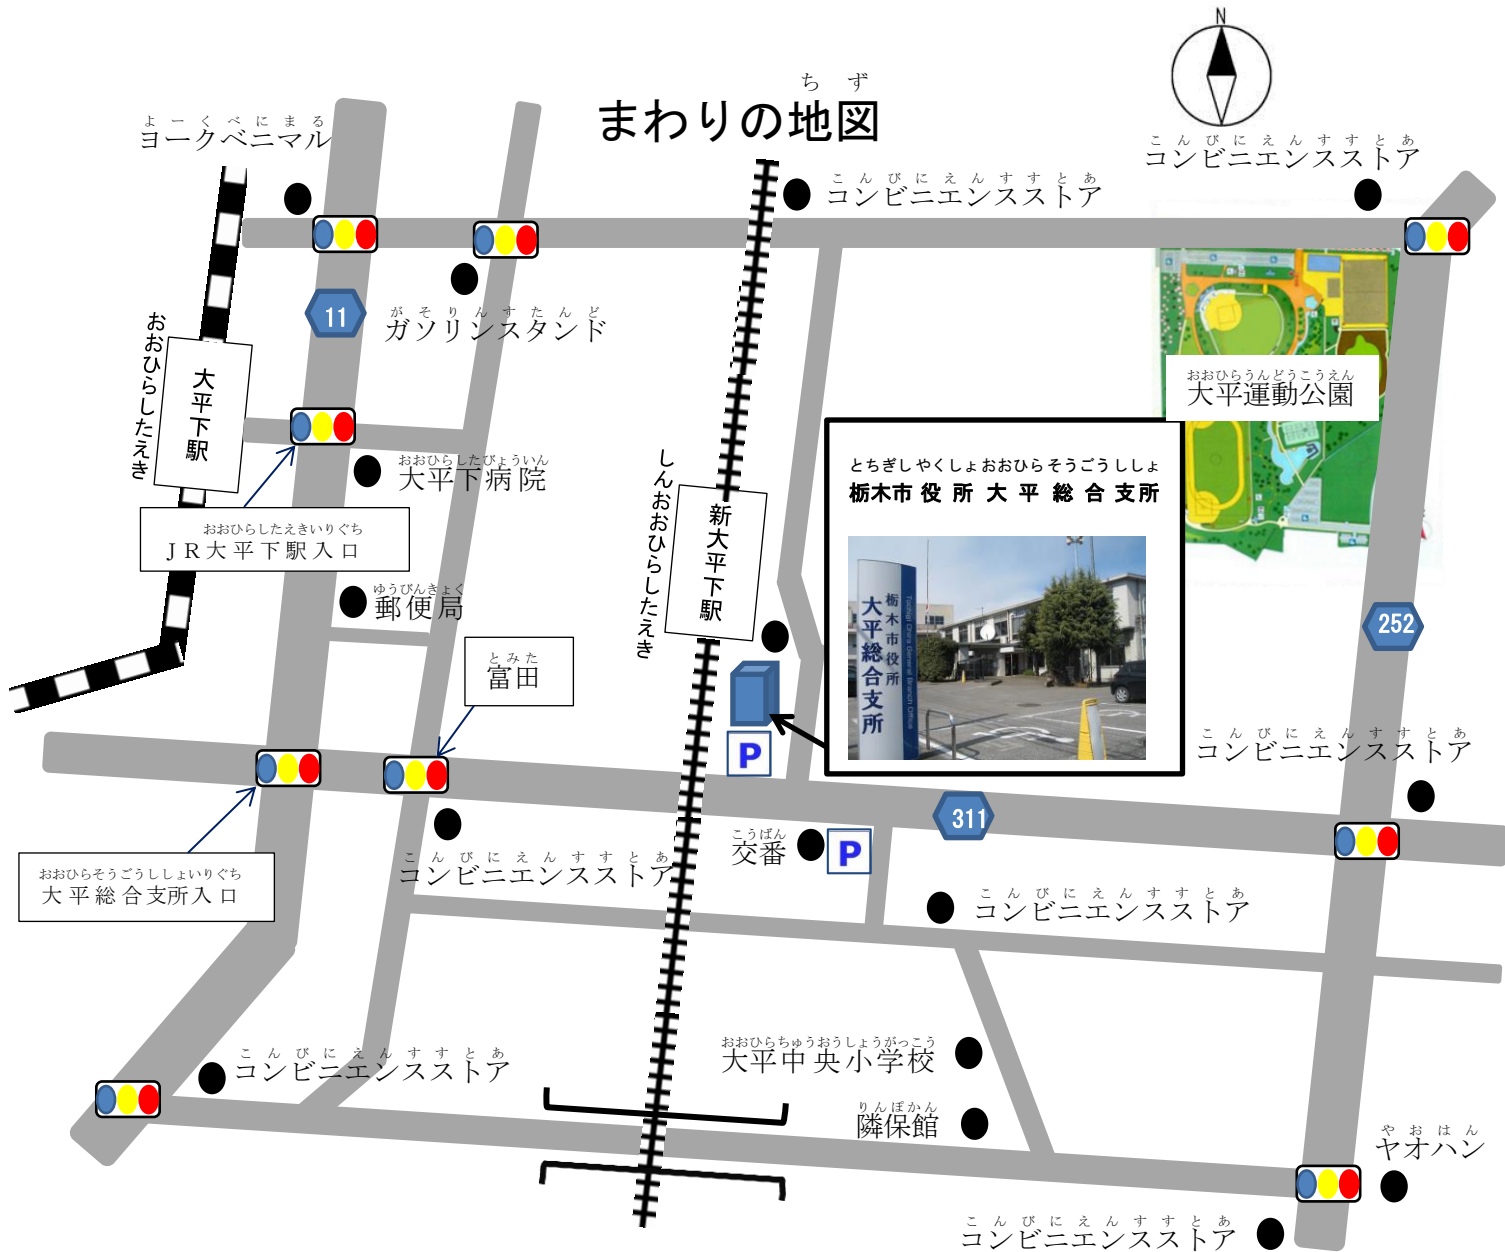 N
ちず
まわりの地図
よーくべにまる
ヨークベニマル
こんびにえんすすとあ
コンビニエンスストア
こんびにえんすすとあ
コンビニエンスストア
11
がそりんすたんど
ガソリンスタンド
おおひらしたえき
大平下駅
おおひらうんどうこうえん
大平運動公園
おおひらしたびょういん
大平下病院
とちぎしやくしょおおひらそうごうししょ
栃木市役所大平総合支所
しんおおひらしたえき
新大平下駅
おおひらしたえきいりぐち
JR大平下駅入口
栃木市役所
大平総合支所
Tochigi City Ohira General Branch Office
ゆうびんきょく
郵便局
252
とみた
富田
P
こんびにえんすすとあ
コンビニエンスストア
311
こうばん
交番
P
おおひらそうごうししょいりぐち
大平総合支所入口
こんびにえんすすとあ
コンビニエンスストア
こんびにえんすすとあ
コンビニエンスストア
こんびにえんすすとあ
コンビニエンスストア
おおひらちゅうおうしょうがっこう
大平中央小学校
りんぽかん
隣保館
やおはん
ヤオハン
こんびにえんすすとあ
コンビニエンスストア